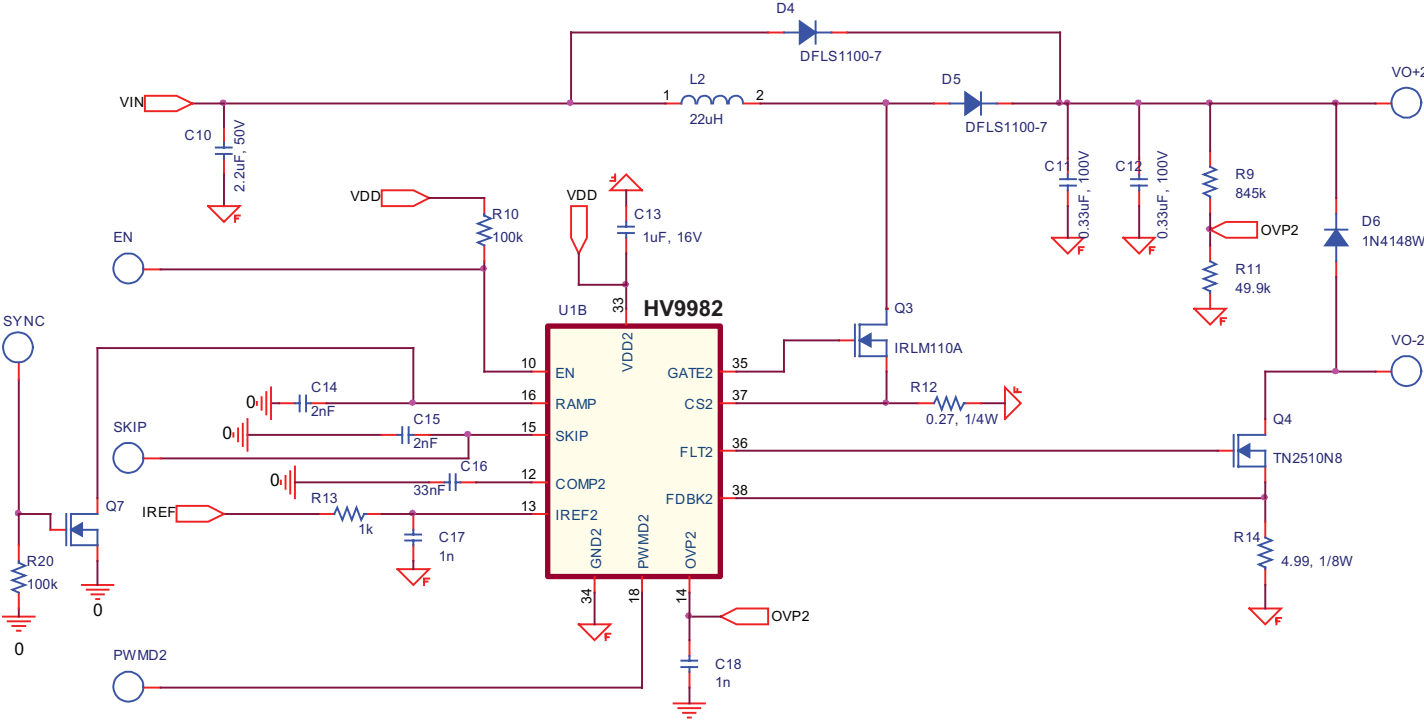 D4
DFLS1100-7
VIN
1
L2
2
22uH
D5
DFLS1100-7
VO+2
C10
2.2uF, 50V
F
C11
0.33uF, 100V
F
C12
0.33uF, 100V
F
R9
845k
OVP2
R11
49.9k
F
D6
1N4148W
VDD
R10
100k
VDD
F
C13
1uF, 16V
EN
SYNC
U1B
HV9982
33
VDD2
Q3
IRLM110A
VO-2
10
EN
GATE2
35
16
RAMP
CS2
37
R12
0.27, 1/4W
F
0
C14
2nF
15
SKIP
0
C15
2nF
SKIP
FLT2
36
Q4
TN2510N8
12
COMP2
0
C16
33nF
FDBK2
38
13
IREF2
IREF
R13
1k
C17
1n
F
Q7
0
R20
100k
0
GND2
34
F
PWMD2
18
OVP2
14
OVP2
C18
1n
R14
4.99, 1/8W
F
PWMD2